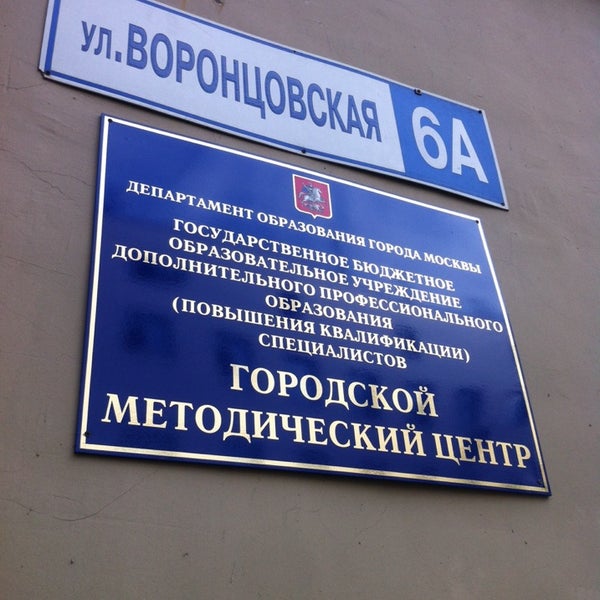 ул. ВОРОНЦОВСКАЯ 6А
ДЕПАРТАМЕНТ ОБРАЗОВАНИЯ ГОРОДА МОСКВЫ
ГОСУДАРСТВЕННОЕ БЮДЖЕТНОЕ
ОБРАЗОВАТЕЛЬНОЕ УЧРЕЖДЕНИЕ
ДОПОЛНИТЕЛЬНОГО ПРОФЕССИОНАЛЬНОГО
ОБРАЗОВАНИЯ
(ПОВЫШЕНИЯ КВАЛИФИКАЦИИ)
СПЕЦИАЛИСТОВ
ГОРОДСКОЙ
МЕТОДИЧЕСКИЙ ЦЕНТР